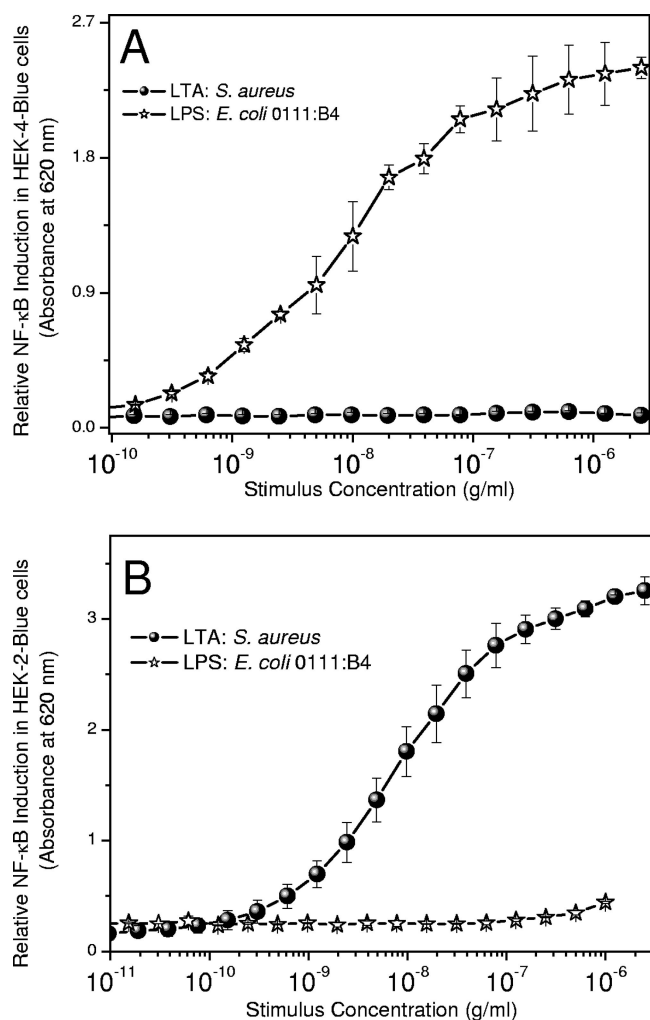 A
LTA: S. aureus
LPS: E. coli 0111:B4
Relative NF-κB Induction in HEK-4-Blue cells
(Absorbance at 620 nm)
2.7
1.8
0.9
0.0
10⁻¹⁰ 10⁻⁹ 10⁻⁸ 10⁻⁷ 10⁻⁶
Stimulus Concentration (g/ml)
B
LTA: S. aureus
LPS: E. coli 0111:B4
Relative NF-κB Induction in HEK-2-Blue cells
(Absorbance at 620 nm)
3
2
1
0
10⁻¹¹ 10⁻¹⁰ 10⁻⁹ 10⁻⁸ 10⁻⁷ 10⁻⁶
Stimulus Concentration (g/ml)